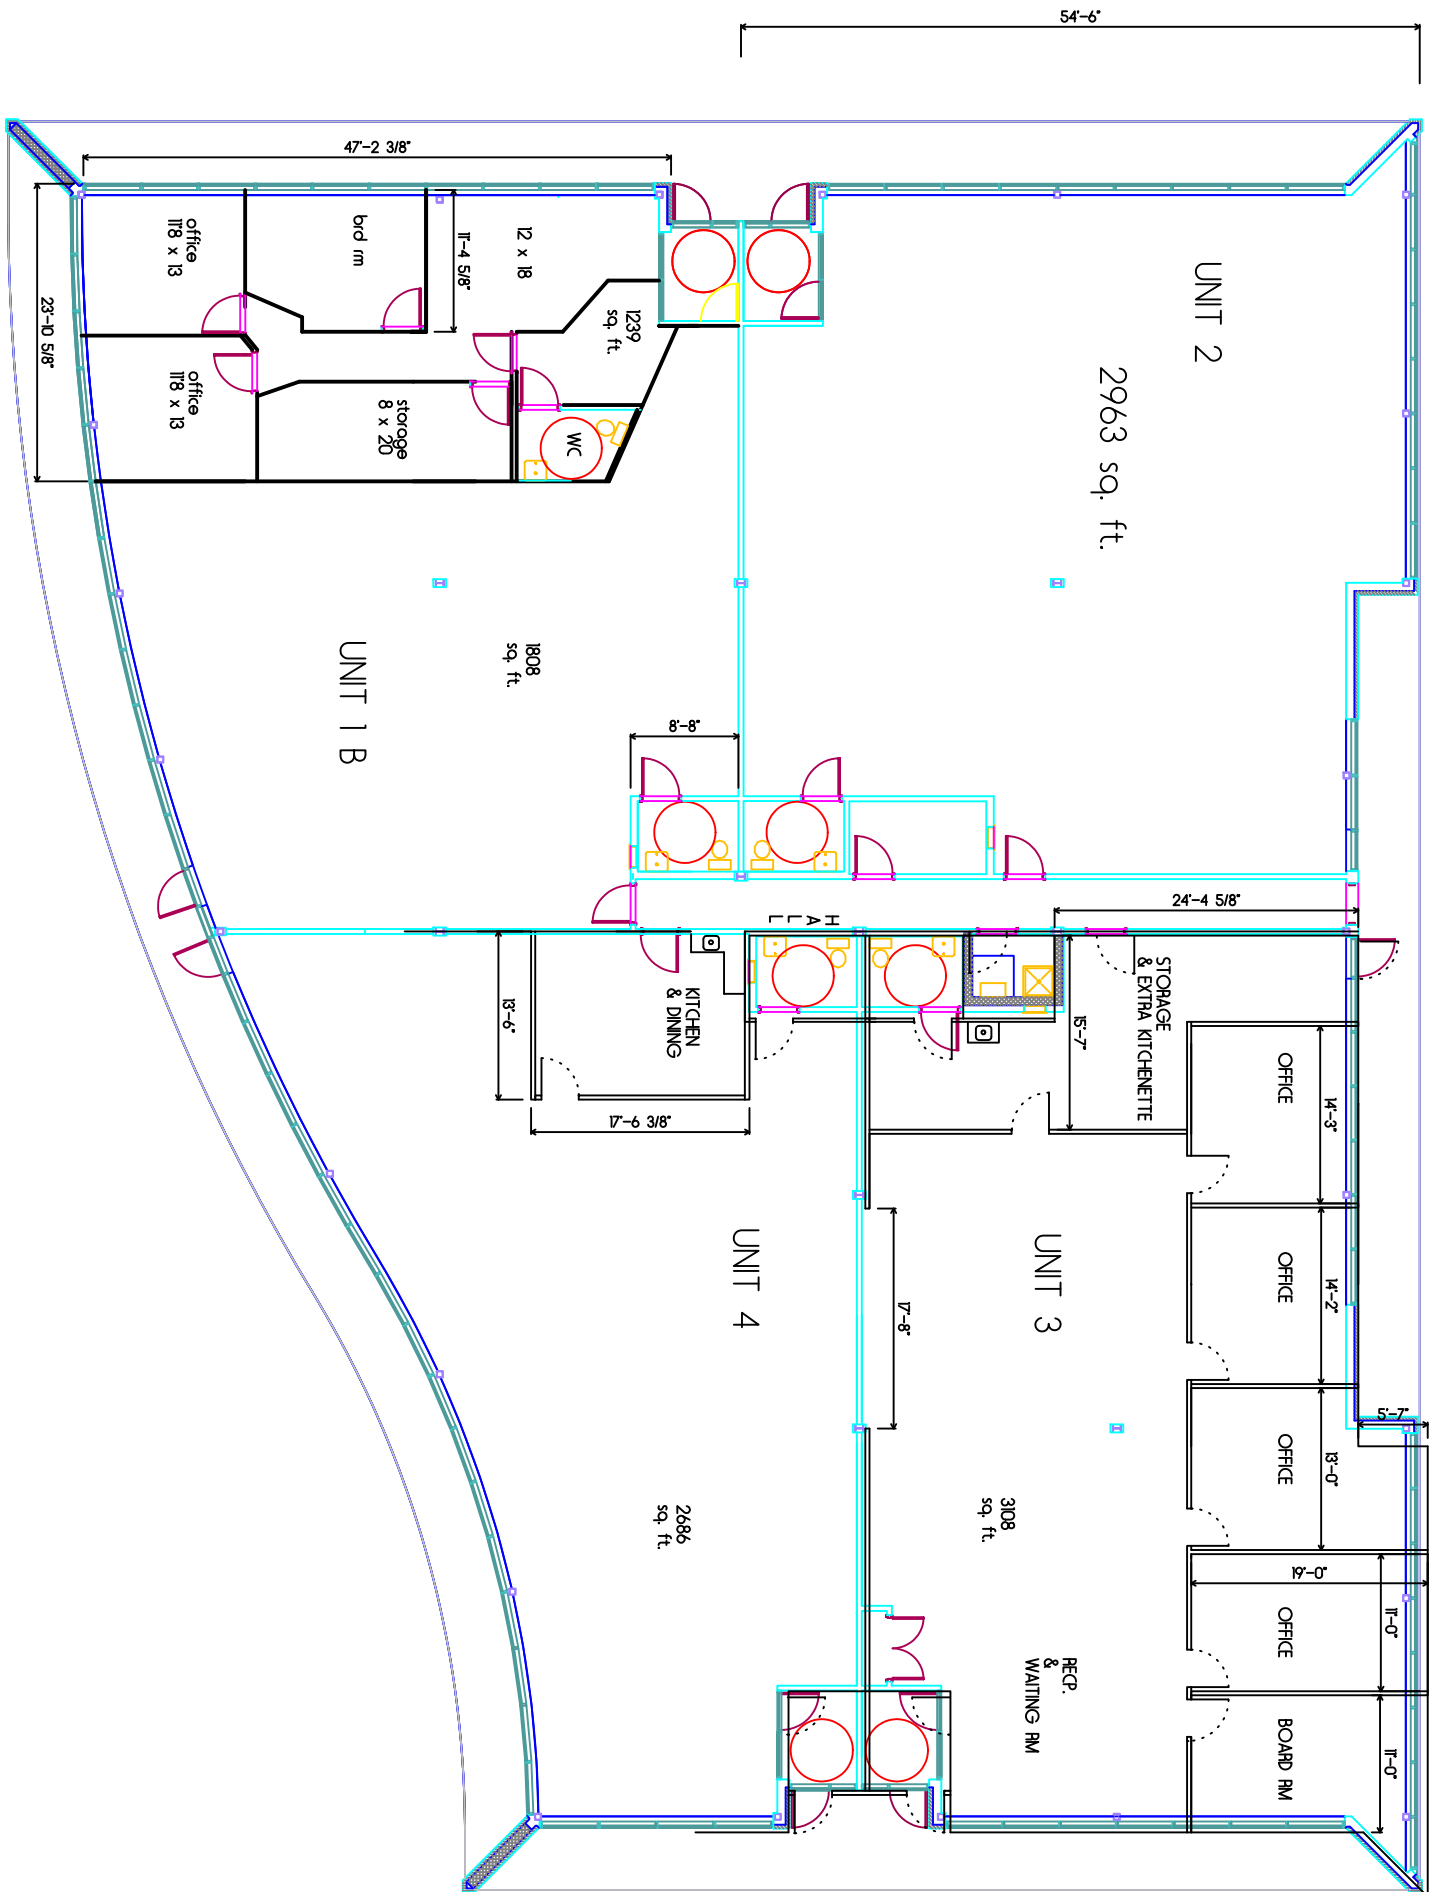 54'-6"
47'-2 3/8"
UNIT 2
2963 sq. ft.
office
11'8 x 13
brd rm
11'-4 5/8"
12 x 18
1239
sq. ft.
23'-10 5/8"
office
11'8 x 13
storage
8 x 20
WC
UNIT 1 B
1808
sq. ft.
8'-8"
24'-4 5/8"
HALL
STORAGE
& EXTRA KITCHENETTE
15'-7"
KITCHEN
& DINING
13'-6"
17'-6 3/8"
OFFICE
14'-3"
UNIT 4
UNIT 3
17'-8"
OFFICE
14'-2"
5'-7"
OFFICE
13'-0"
2686
sq. ft.
3108
sq. ft.
19'-0"
OFFICE
11'-0"
RECP.
&
WAITING RM
BOARD RM
11'-0"